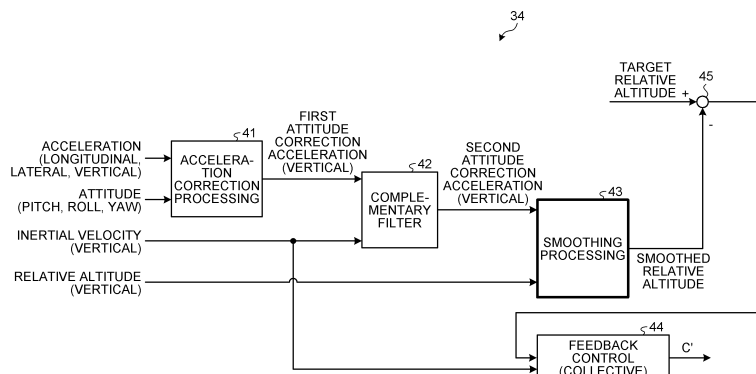 34
TARGET
RELATIVE
ALTITUDE
+
45
-
ACCELERATION
(LONGITUDINAL,
LATERAL, VERTICAL)
ATTITUDE
(PITCH, ROLL, YAW)
41
ACCELERA-
TION
CORRECTION
PROCESSING
FIRST
ATTITUDE
CORRECTION
ACCELERATION
(VERTICAL)
42
COMPLE-
MENTARY
FILTER
SECOND
ATTITUDE
CORRECTION
ACCELERATION
(VERTICAL)
43
SMOOTHING
PROCESSING
SMOOTHED
RELATIVE
ALTITUDE
INERTIAL VELOCITY
(VERTICAL)
RELATIVE ALTITUDE
(VERTICAL)
44
FEEDBACK
CONTROL
(COLLECTIVE)
C'